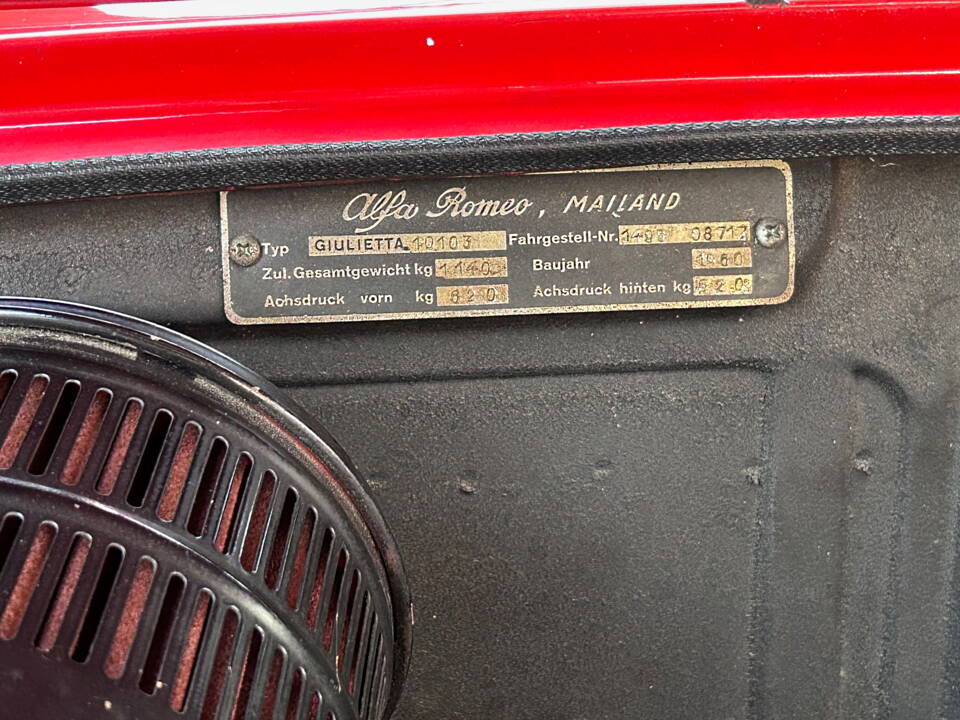 Alfa Romeo, MAILAND
Typ GIULIETTA 10103 Fahrgestell-Nr.
Zul. Gesamtgewicht kg 1140 Baujahr 1960
Achsdruck vorn kg 620 Achsdruck hinten kg 620